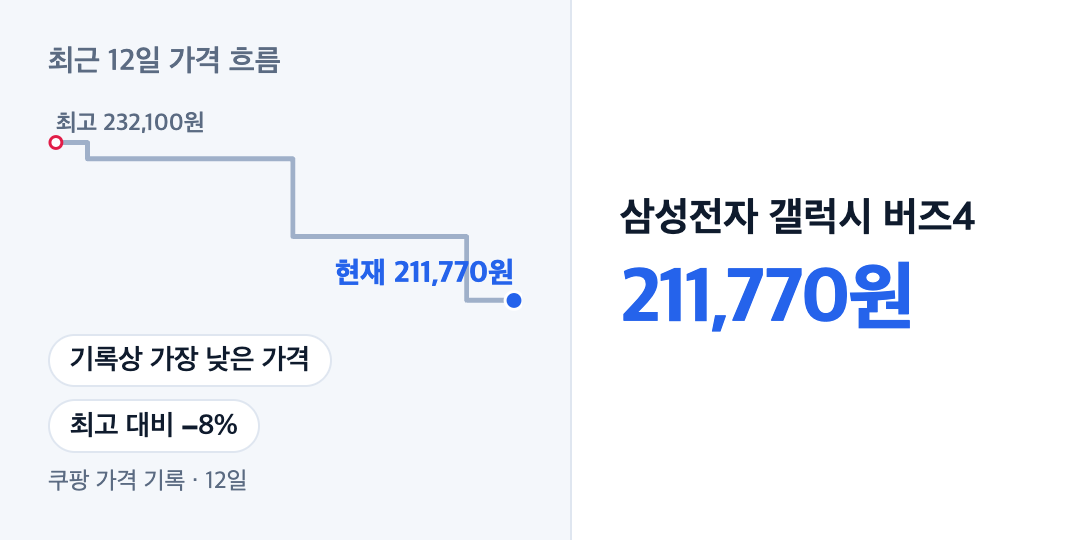 최근 12일 가격 흐름
최고 232,100원
현재 211,770원
기록상 가장 낮은 가격
최고 대비 –8%
쿠팡 가격 기록 · 12일
삼성전자 갤럭시 버즈4
211,770원